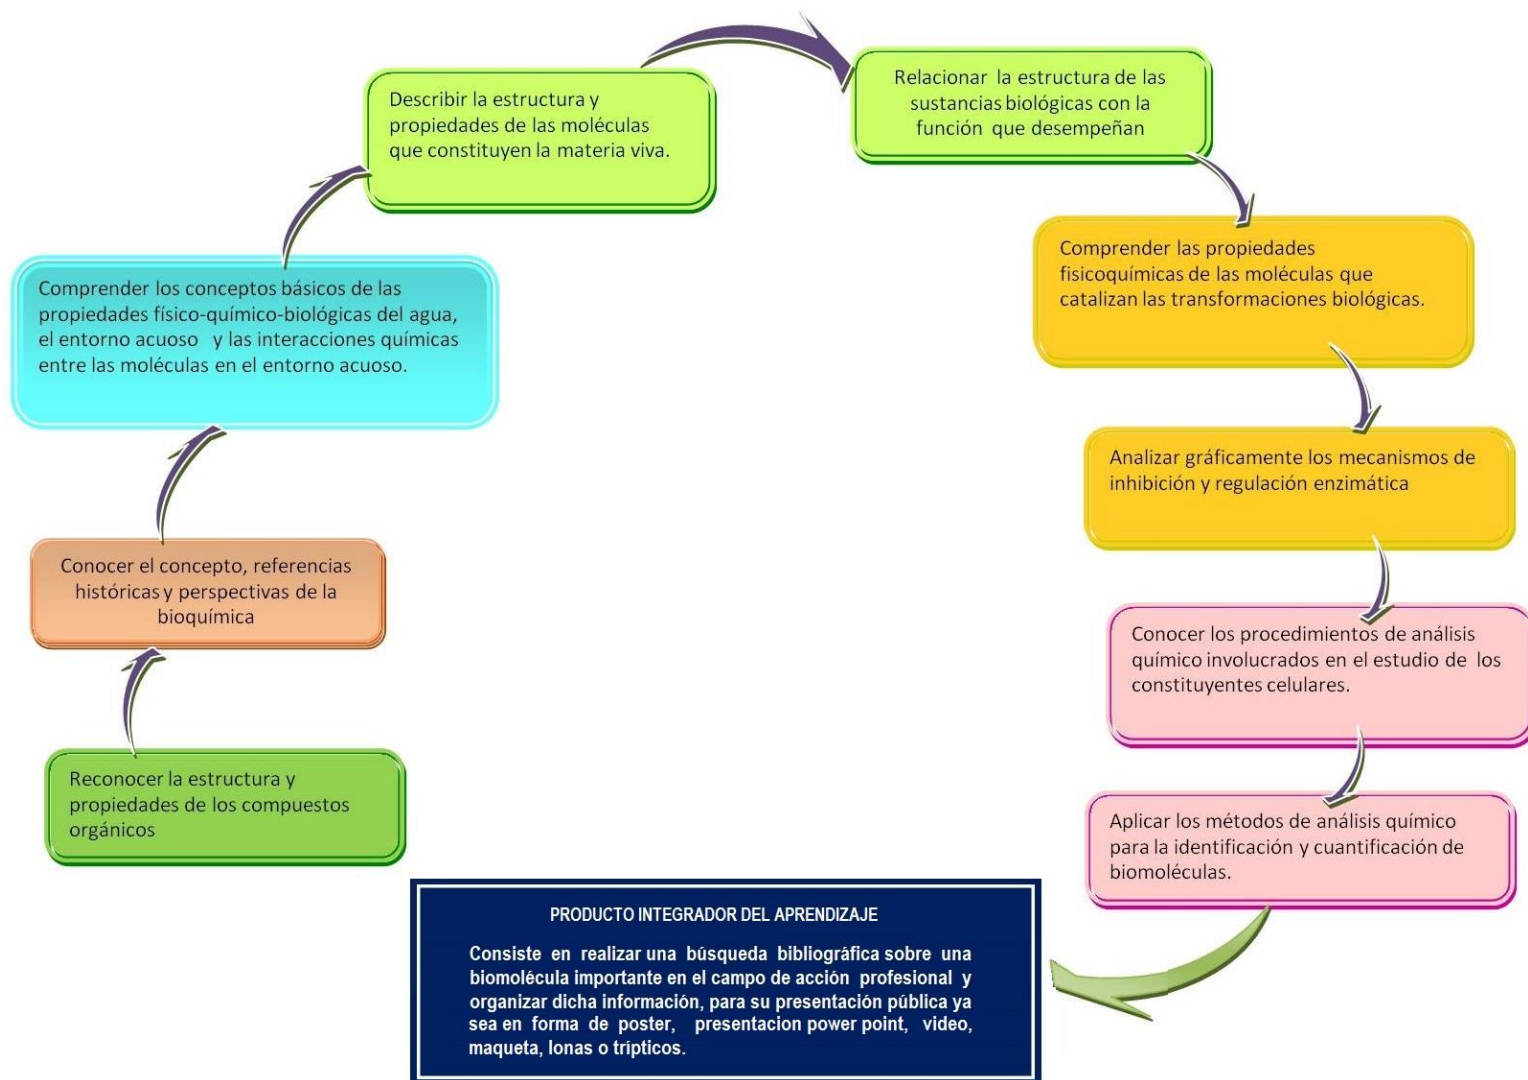 Describir la estructura y
propiedades de las moléculas
que constituyen la materia viva.
Relacionar la estructura de las
sustancias biológicas con la
función que desempeñan
Comprender los conceptos básicos de las
propiedades físico-químico-biológicas del agua,
el entorno acuoso y las interacciones químicas
entre las moléculas en el entorno acuoso.
Comprender las propiedades
fisicoquímicas de las moléculas que
catalizan las transformaciones biológicas.
Analizar gráficamente los mecanismos de
inhibición y regulación enzimática
Conocer el concepto, referencias
históricas y perspectivas de la
bioquímica
Conocer los procedimientos de análisis
químico involucrados en el estudio de los
constituyentes celulares.
Reconocer la estructura y
propiedades de los compuestos
orgánicos
Aplicar los métodos de análisis químico
para la identificación y cuantificación de
biomoléculas.
PRODUCTO INTEGRADOR DEL APRENDIZAJE
Consiste en realizar una búsqueda bibliográfica sobre una
biomolécula importante en el campo de acción profesional y
organizar dicha información, para su presentación pública ya
sea en forma de poster, presentacion power point, video,
maqueta, lonas o trípticos.